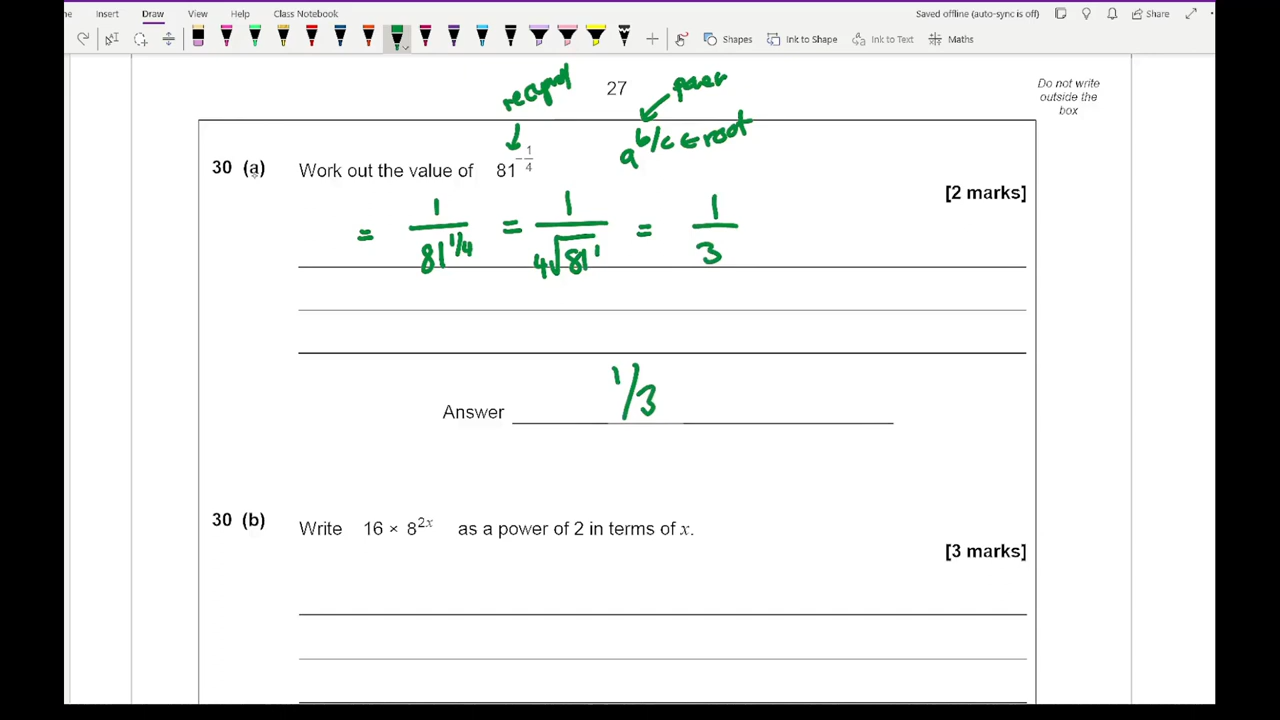 Insert Draw View Help Class Notebook Saved offline (auto-sync is off) Share
Shapes Ink to Shape Ink to Text Maths
27
Do not write
outside the
box
power
a^b/c ← root
30 (a) Work out the value of 81^-1/4
[2 marks]
= 1/81^1/4 = 1/4√81^1 = 1/3
Answer 1/3
30 (b) Write 16 × 8^2x as a power of 2 in terms of x.
[3 marks]